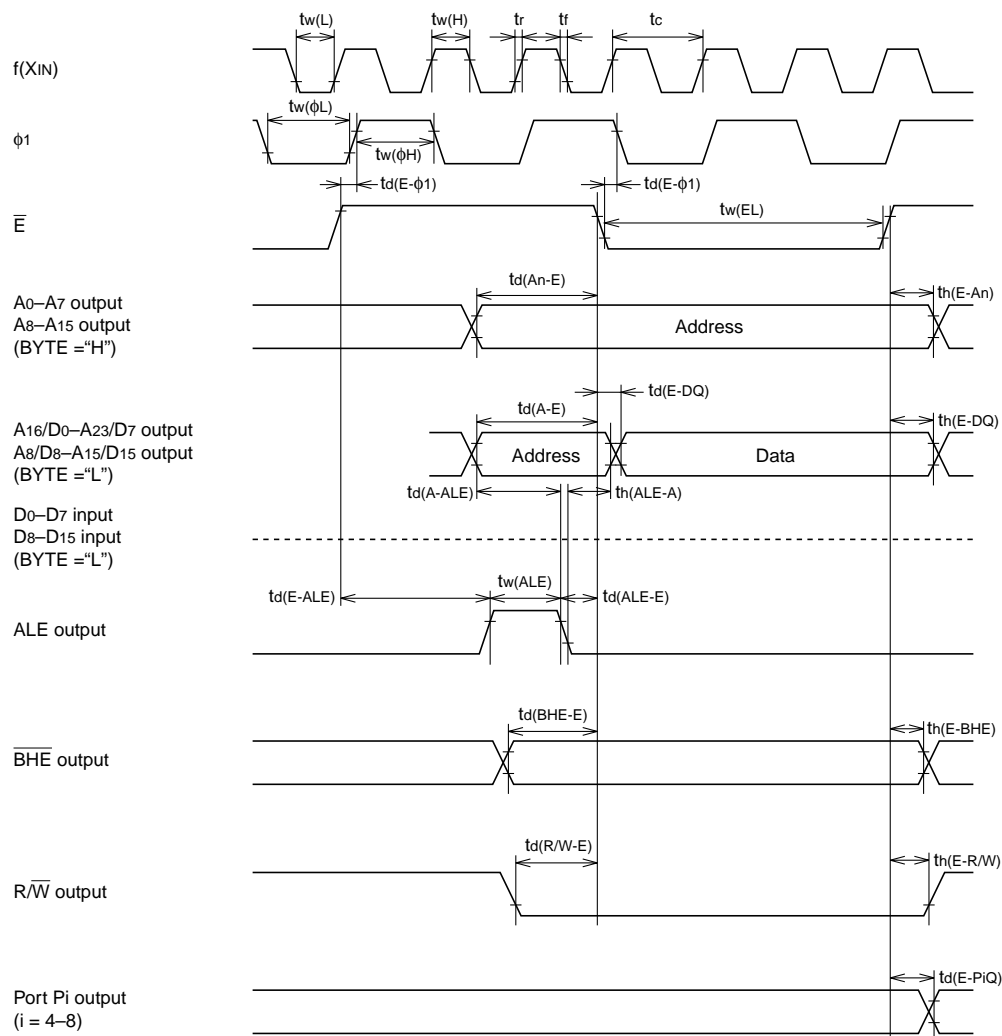 tw(L) tw(H) tr tf tc
f(XIN)
tw(ϕL)
ϕ1
tw(ϕH)
td(E-ϕ1) td(E-ϕ1)
tw(EL)
E̅
td(An-E)
th(E-An)
A0–A7 output
A8–A15 output
(BYTE =“H”)
Address
td(E-DQ)
td(A-E)
th(E-DQ)
A16/D0–A23/D7 output
A8/D8–A15/D15 output
(BYTE =“L”)
Address Data
td(A-ALE) th(ALE-A)
D0–D7 input
D8–D15 input
(BYTE =“L”)
tw(ALE)
td(E-ALE) td(ALE-E)
ALE output
td(BHE-E)
th(E-BHE)
B̅H̅E̅ output
td(R/W-E)
th(E-R/W)
R/W̅ output
td(E-PiQ)
Port Pi output
(i = 4–8)